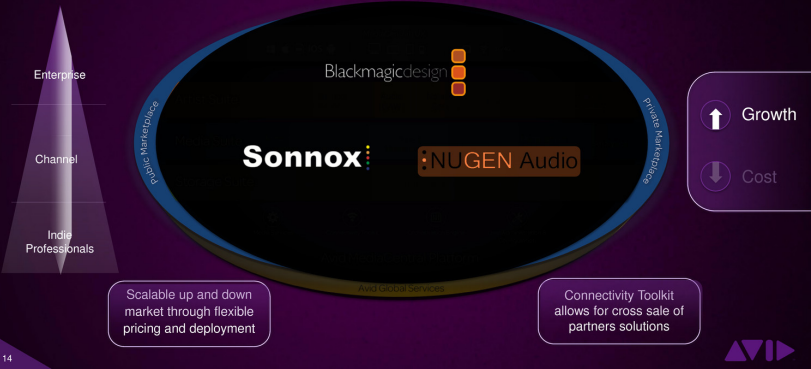 Enterprise
Channel
Indie
Professionals
Public Marketplace
Blackmagicdesign
Sonnox
NUGEN Audio
Private Marketplace
Avid Global Services
Growth
Cost
Scalable up and down
market through flexible
pricing and deployment
Connectivity Toolkit
allows for cross sale of
partners solutions
14
AVID